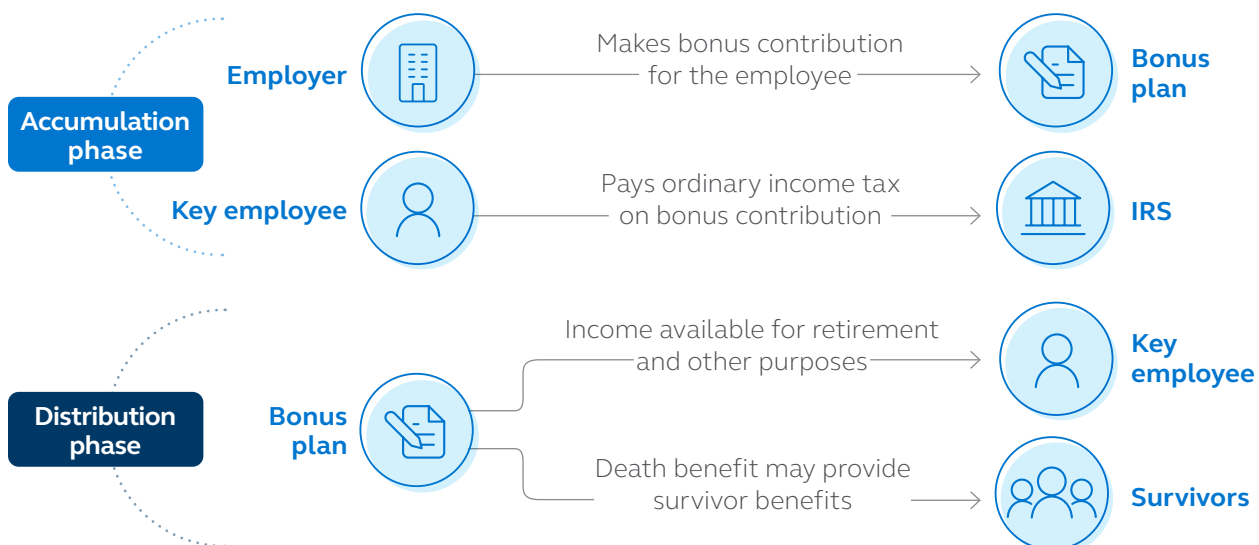 Employer
Makes bonus contribution
for the employee
Bonus
plan
Accumulation
phase
Key employee
Pays ordinary income tax
on bonus contribution
IRS
Income available for retirement
and other purposes
Key
employee
Distribution
phase
Bonus
plan
Death benefit may provide
survivor benefits
Survivors